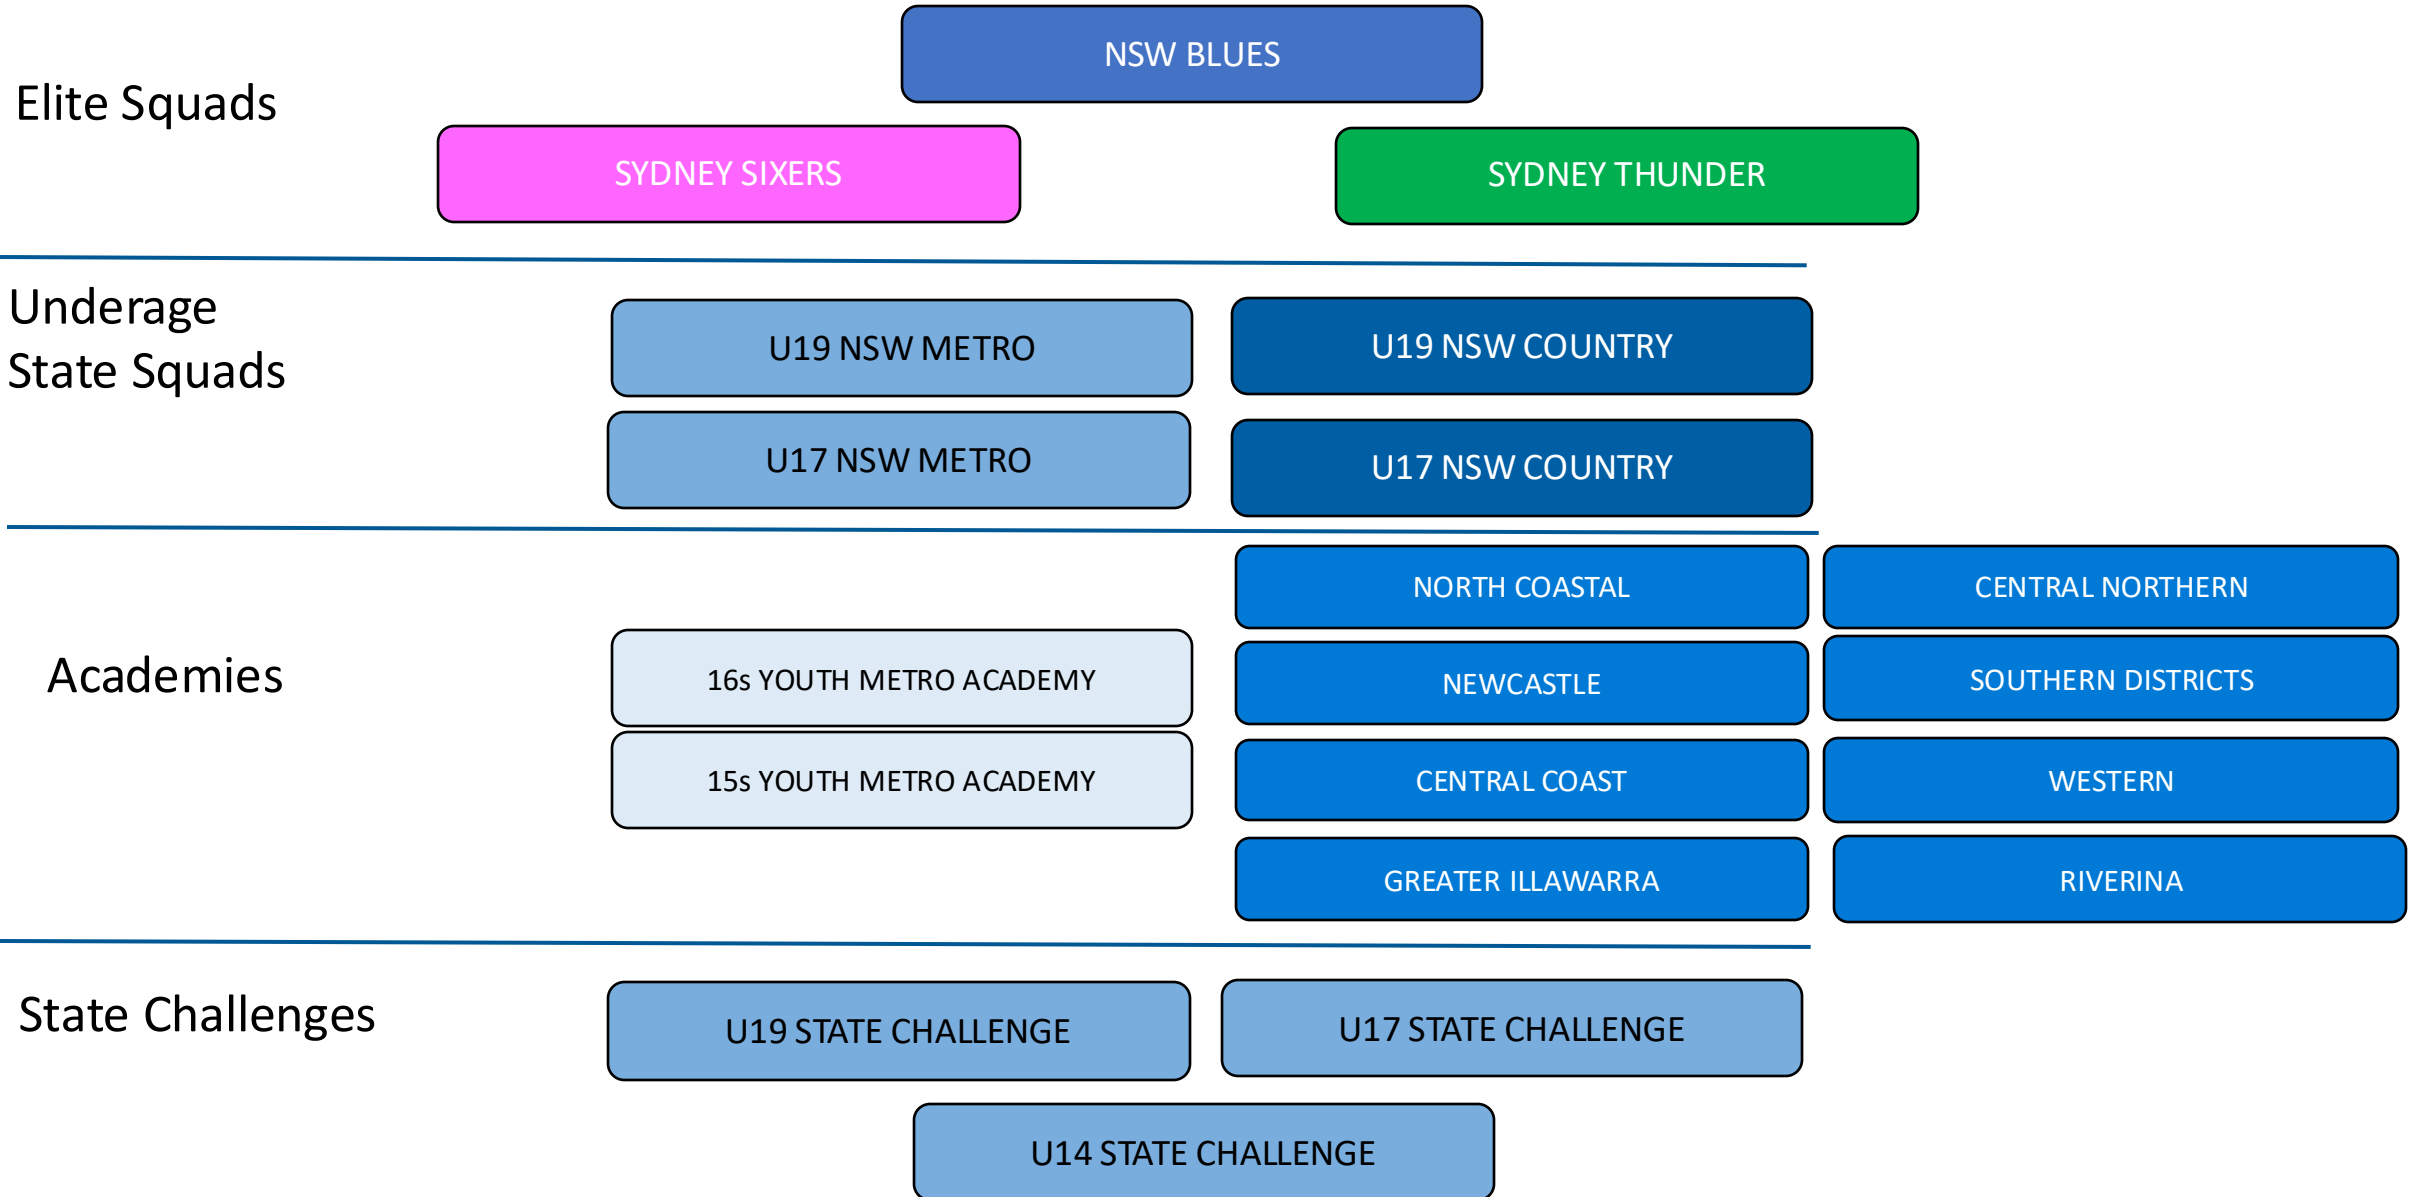 NSW BLUES
Elite Squads
SYDNEY SIXERS
SYDNEY THUNDER
Underage
State Squads
U19 NSW METRO
U19 NSW COUNTRY
U17 NSW METRO
U17 NSW COUNTRY
Academies
NORTH COASTAL
CENTRAL NORTHERN
16s YOUTH METRO ACADEMY
NEWCASTLE
SOUTHERN DISTRICTS
15s YOUTH METRO ACADEMY
CENTRAL COAST
WESTERN
GREATER ILLAWARRA
RIVERINA
State Challenges
U19 STATE CHALLENGE
U17 STATE CHALLENGE
U14 STATE CHALLENGE